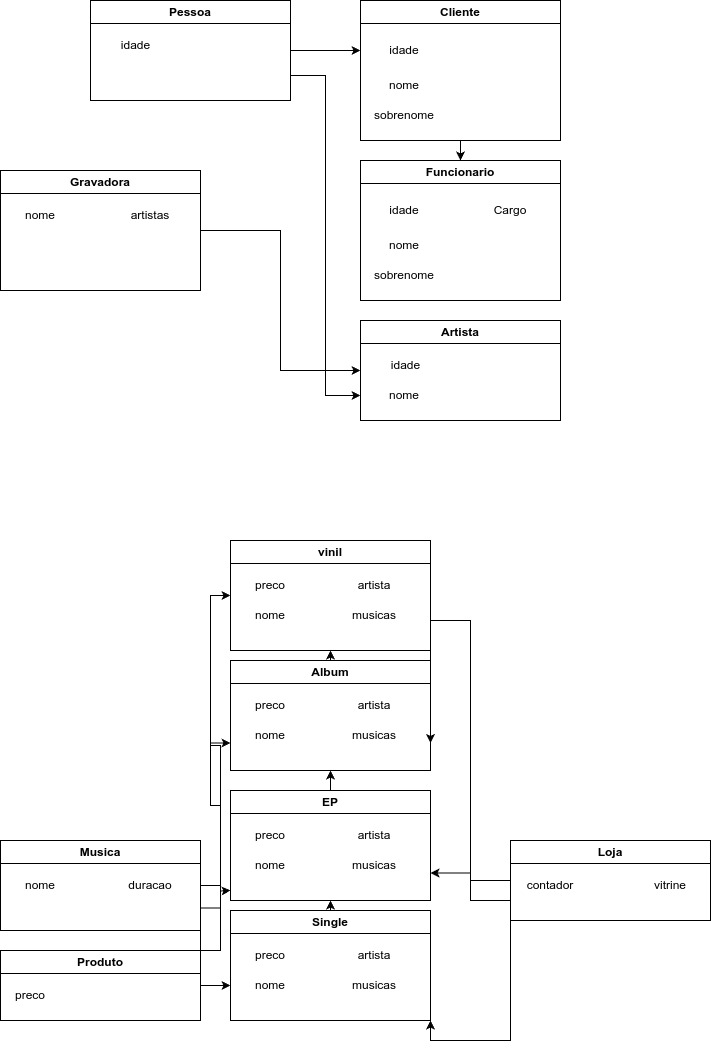 Pessoa
idade
Cliente
idade
nome
sobrenome
Gravadora
nome artistas
Funcionario
idade Cargo
nome
sobrenome
Artista
idade
nome
vinil
preco artista
nome musicas
Album
preco artista
nome musicas
EP
preco artista
nome musicas
Musica
nome duracao
Loja
contador vitrine
Single
preco artista
nome musicas
Produto
preco